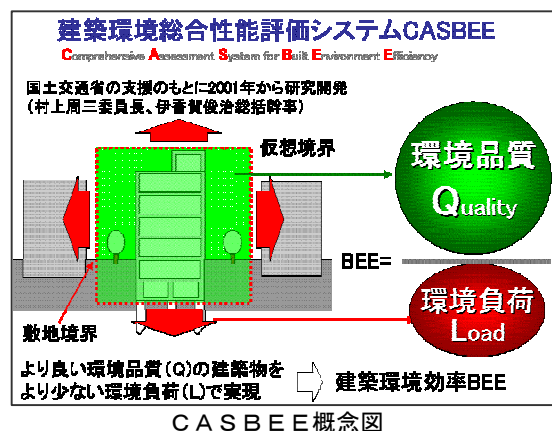 建築環境総合性能評価システムCASBEE
Comprehensive Assessment System for Built Environment Efficiency
国土交通省の支援のもとに2001年から研究開発
(村上周三委員長、伊香賀俊治総括幹事)
仮想境界
環境品質
Quality
BEE=
環境負荷
Load
敷地境界
より良い環境品質(Q)の建築物を
より少ない環境負荷(L)で実現
建築環境効率BEE
CASBEE概念図